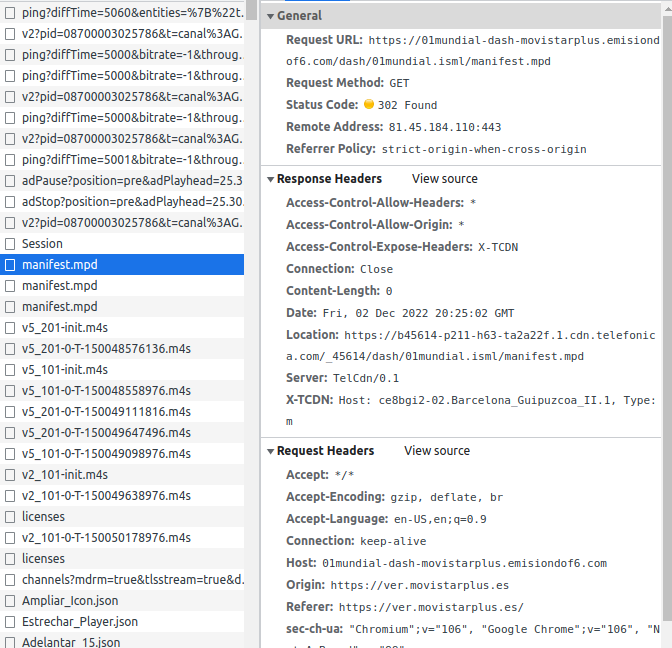 ping?diffTime=5060&entities=%7B%22t.
v2?pid=08700003025786&t=canal%3AG.
ping?diffTime=5000&bitrate=-1&throug.
ping?diffTime=5000&bitrate=-1&throug.
v2?pid=08700003025786&t=canal%3AG.
ping?diffTime=5000&bitrate=-1&throug.
v2?pid=08700003025786&t=canal%3AG.
ping?diffTime=5001&bitrate=-1&throug.
adPause?position=pre&adPlayhead=25.3
adStop?position=pre&adPlayhead=25.30.
v2?pid=08700003025786&t=canal%3AG.
Session
manifest.mpd
manifest.mpd
manifest.mpd
v5_201-init.m4s
v5_201-0-T-150048576136.m4s
v5_101-init.m4s
v5_101-0-T-150048558976.m4s
v5_201-0-T-150049111816.m4s
v5_201-0-T-150049647496.m4s
v5_101-0-T-150049098976.m4s
v2_101-init.m4s
v2_101-0-T-150049638976.m4s
licenses
v2_101-0-T-150050178976.m4s
licenses
channels?mdrm=true&tlsstream=true&d.
Ampliar_Icon.json
Estrecher_Player.json
Adelantar_15.json
General
Request URL: https://01mundial-dash-movistarplus.emisiond
of6.com/dash/01mundial.isml/manifest.mpd
Request Method: GET
Status Code: 302 Found
Remote Address: 81.45.184.110:443
Referrer Policy: strict-origin-when-cross-origin
Response Headers View source
Access-Control-Allow-Headers: *
Access-Control-Allow-Origin: *
Access-Control-Expose-Headers: X-TCDN
Connection: Close
Content-Length: 0
Date: Fri, 02 Dec 2022 20:25:02 GMT
Location: https://b45614-p211-h63-ta2a22f.1.cdn.telefonic
a.com/_45614/dash/01mundial.isml/manifest.mpd
Server: TelCdn/0.1
X-TCDN: Host: ce8bgi2-02.Barcelona_Guipuzcoa_II.1, Type:
m
Request Headers View source
Accept: */*
Accept-Encoding: gzip, deflate, br
Accept-Language: en-US,en;q=0.9
Connection: keep-alive
Host: 01mundial-dash-movistarplus.emisiondof6.com
Origin: https://ver.movistarplus.es
Referer: https://ver.movistarplus.es/
sec-ch-ua: "Chromium";v="106", "Google Chrome";v="106", "N